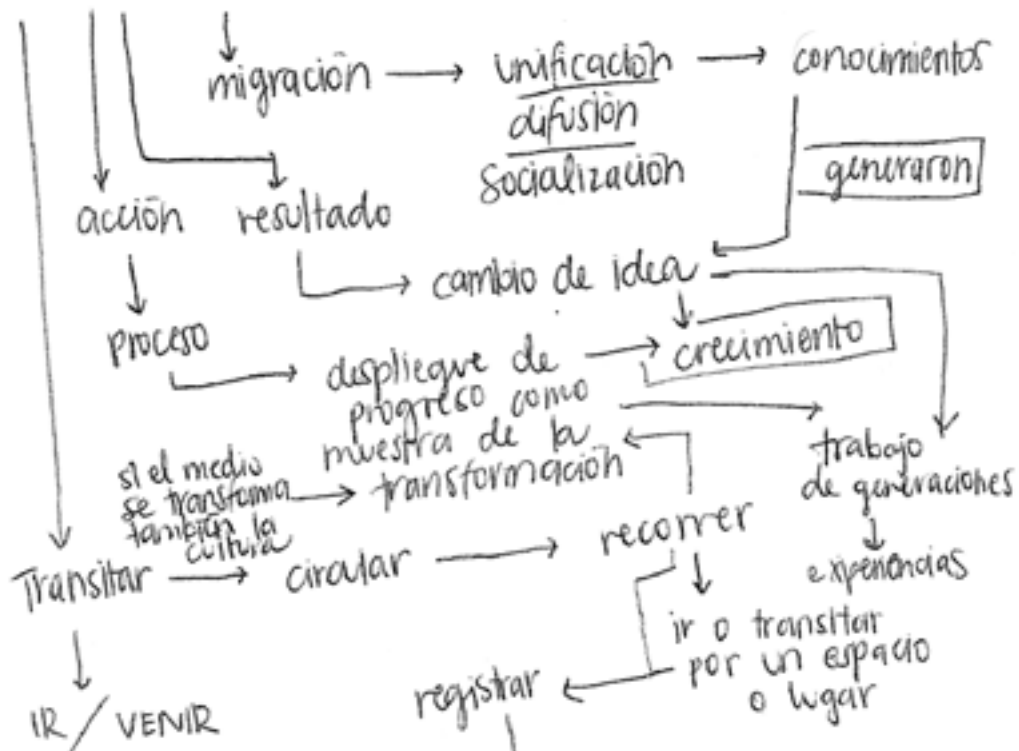 migración
unificación
difusión
socialización
conocimientos
generaron
acción
resultado
cambio de idea
proceso
despliegue de
progreso como
muestra de la
transformación
crecimiento
trabajo
de generaciones
experiencias
si el medio
se transforma
también la
cultura
Transitar
circular
recorrer
ir o transitar
por un espacio
o lugar
registrar
IR / VENIR